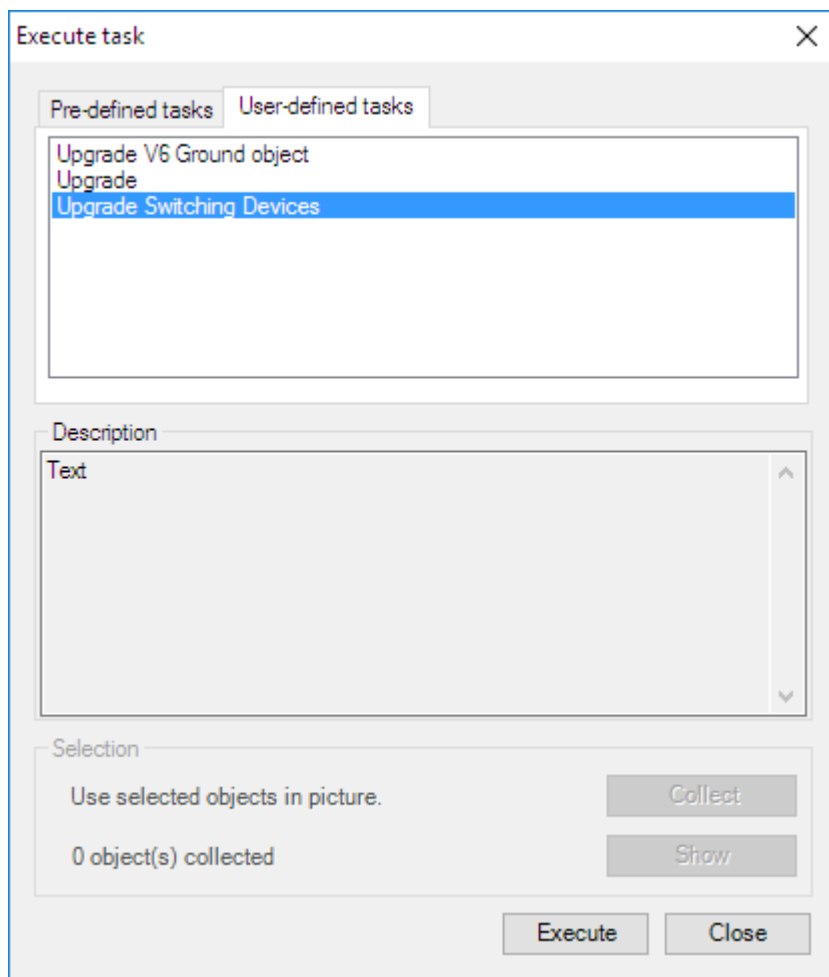 Execute task
Pre-defined tasks User-defined tasks
Upgrade V6 Ground object
Upgrade
Upgrade Switching Devices
Description
Text
Selection
Use selected objects in picture. Collect
0 object(s) collected Show
Execute Close